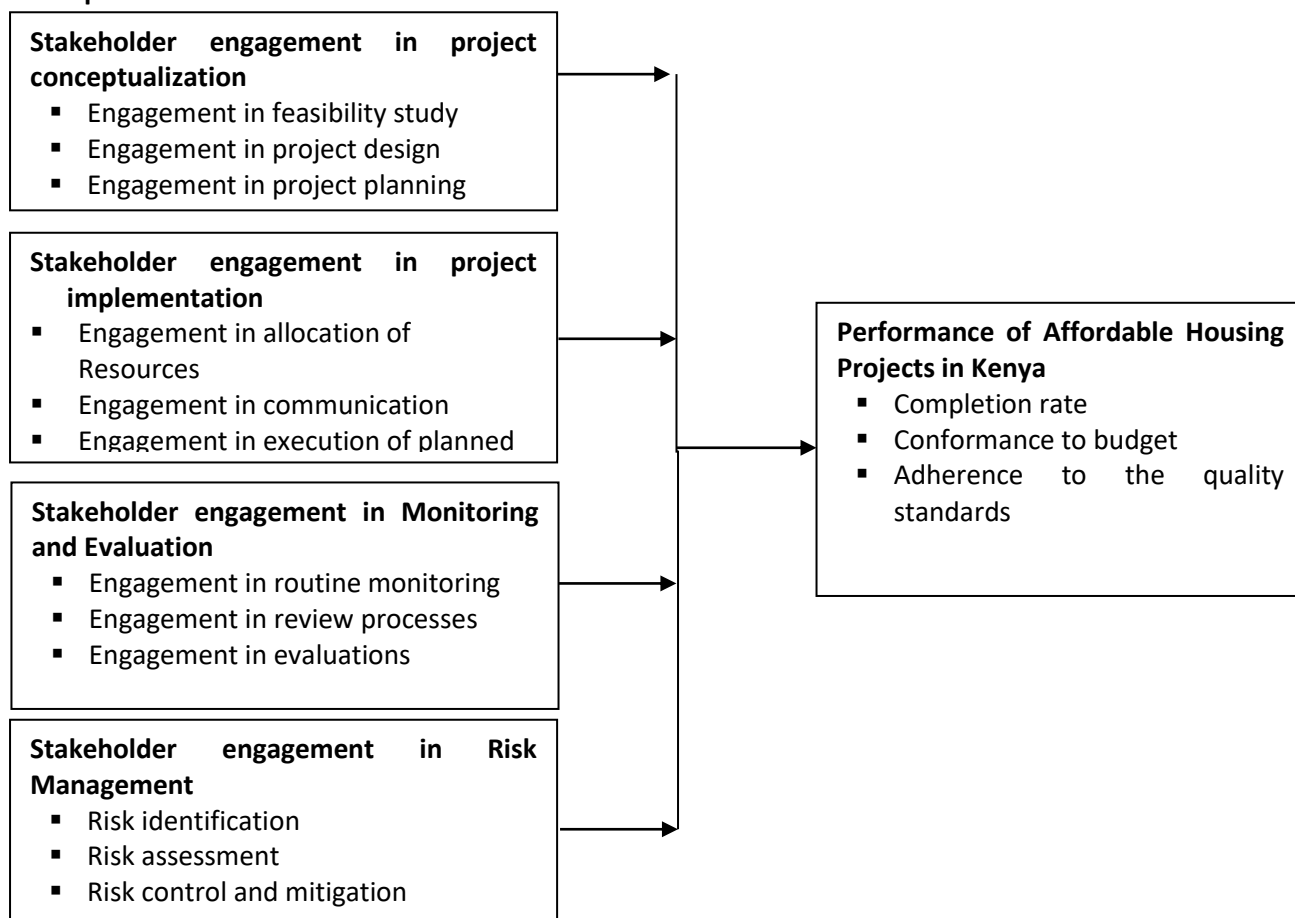 Stakeholder engagement in project
conceptualization
▪ Engagement in feasibility study
▪ Engagement in project design
▪ Engagement in project planning
Stakeholder engagement in project
implementation
▪ Engagement in allocation of
Resources
▪ Engagement in communication
▪ Engagement in execution of planned
Stakeholder engagement in Monitoring
and Evaluation
▪ Engagement in routine monitoring
▪ Engagement in review processes
▪ Engagement in evaluations
Stakeholder engagement in Risk
Management
▪ Risk identification
▪ Risk assessment
▪ Risk control and mitigation
Performance of Affordable Housing
Projects in Kenya
▪ Completion rate
▪ Conformance to budget
▪ Adherence to the quality
standards